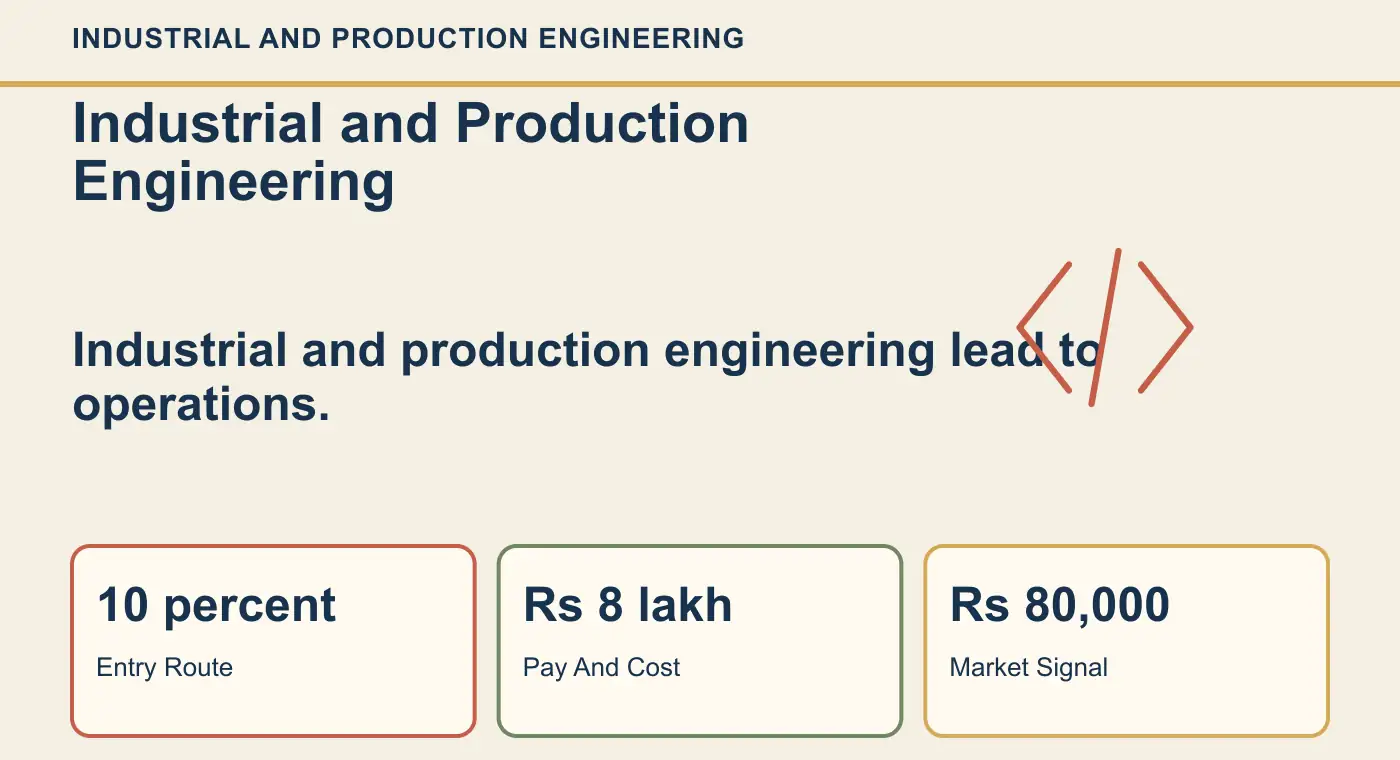 INDUSTRIAL AND PRODUCTION ENGINEERING
Industrial and Production
Engineering
Industrial and production engineering lead to
operations.
10 percent
Entry Route
Rs 8 lakh
Pay And Cost
Rs 80,000
Market Signal